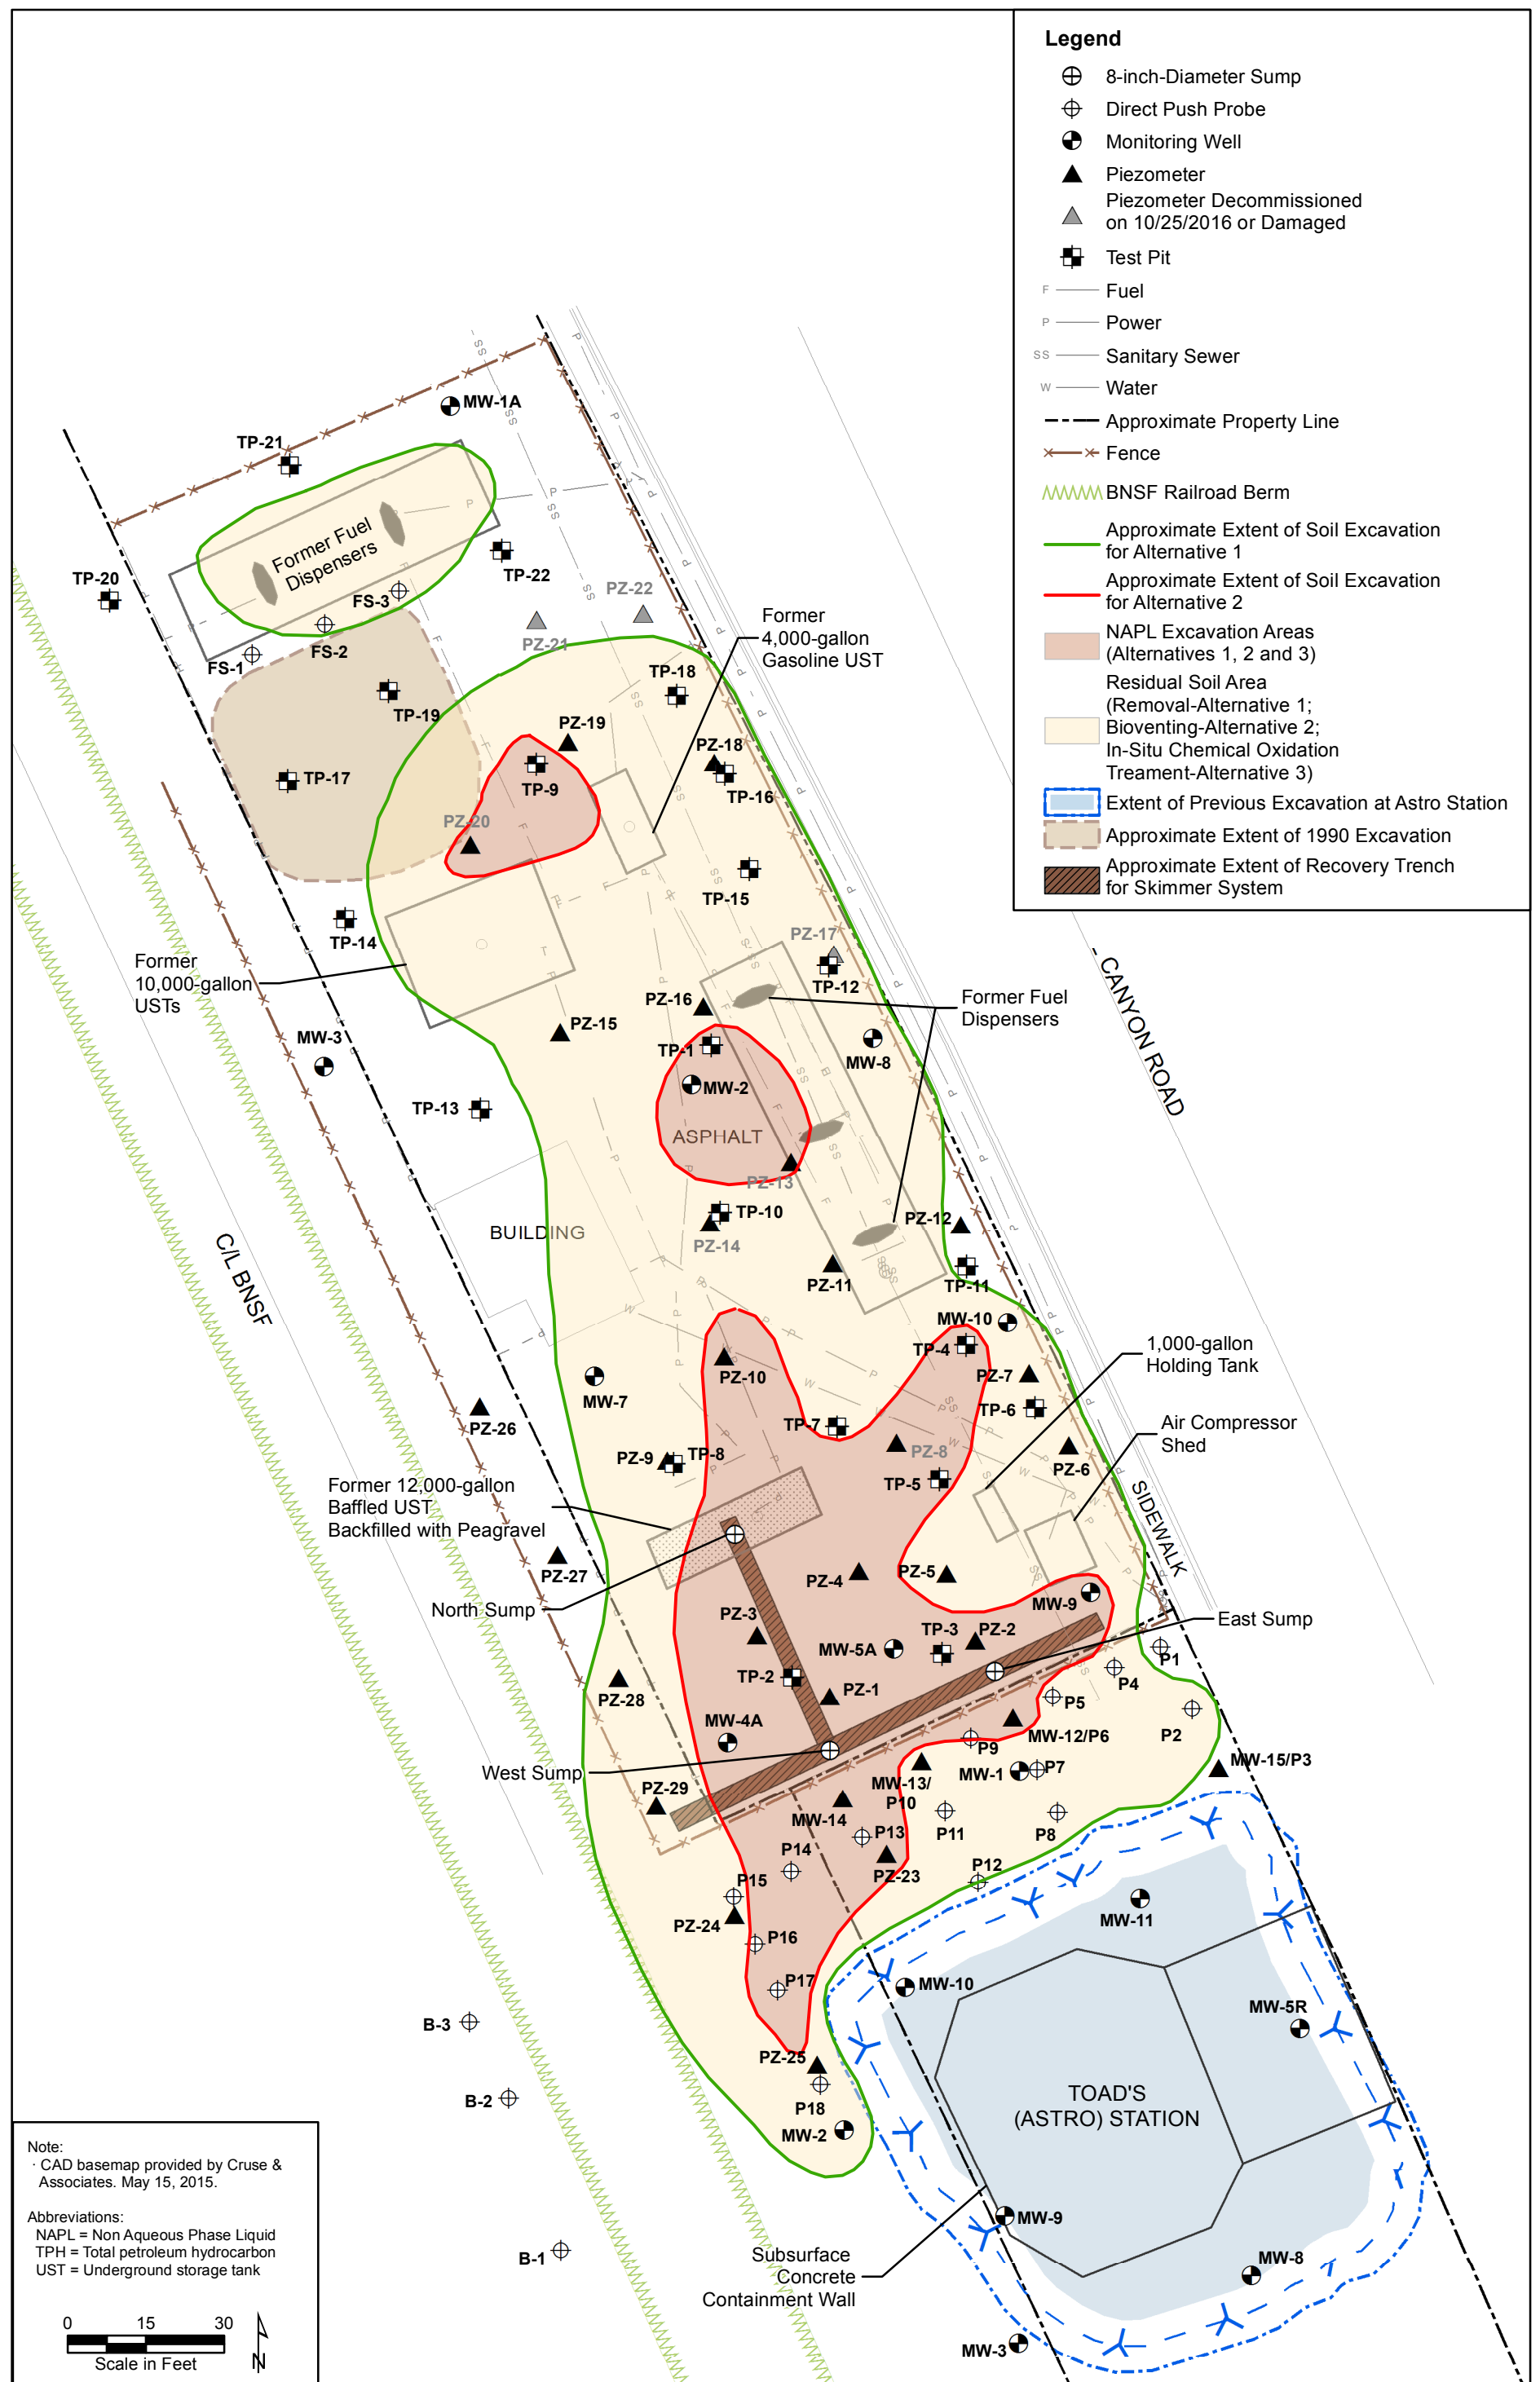 Legend
8-inch-Diameter Sump
Direct Push Probe
Monitoring Well
Piezometer
Piezometer Decommissioned
on 10/25/2016 or Damaged
Test Pit
F Fuel
P Power
SS Sanitary Sewer
W Water
Approximate Property Line
Fence
BNSF Railroad Berm
Approximate Extent of Soil Excavation
for Alternative 1
Approximate Extent of Soil Excavation
for Alternative 2
NAPL Excavation Areas
(Alternatives 1, 2 and 3)
Residual Soil Area
(Removal-Alternative 1;
Bioventing-Alternative 2;
In-Situ Chemical Oxidation
Treament-Alternative 3)
Extent of Previous Excavation at Astro Station
Approximate Extent of 1990 Excavation
Approximate Extent of Recovery Trench
for Skimmer System
MW-1A
TP-21
Former Fuel
Dispensers
TP-22
TP-20
FS-3
PZ-22
PZ-21
FS-2
FS-1
Former
4,000-gallon
Gasoline UST
TP-18
TP-19
PZ-19
PZ-18
TP-17
TP-9
TP-16
PZ-20
TP-15
TP-14
PZ-17
TP-12
Former
10,000-gallon
USTs
PZ-16
PZ-15
Former Fuel
Dispensers
CANYON ROAD
MW-3
TP-1
MW-8
MW-2
TP-13
ASPHALT
PZ-13
TP-10
PZ-12
BUILDING
PZ-14
PZ-11
TP-11
C/L BNSF
MW-10
TP-4
1,000-gallon
Holding Tank
PZ-10
PZ-7
MW-7
TP-6
PZ-26
TP-7
Air Compressor
Shed
PZ-8
PZ-9
TP-8
PZ-6
TP-5
Former 12,000-gallon
Baffled UST
Backfilled with Peagravel
SIDEWALK
PZ-27
PZ-4
PZ-5
North Sump
MW-9
PZ-3
East Sump
TP-3
PZ-2
MW-5A
P1
TP-2
PZ-28
PZ-1
P4
P5
MW-4A
P2
MW-12/P6
P9
West Sump
MW-1
P7
MW-15/P3
PZ-29
MW-13/
P10
MW-14
P11
P8
P13
P14
PZ-23
P12
P15
PZ-24
MW-11
P16
P17
MW-10
B-3
MW-5R
PZ-25
B-2
P18
TOAD'S
(ASTRO) STATION
MW-2
MW-9
B-1
Subsurface
Concrete
Containment Wall
MW-8
MW-3
Note:
· CAD basemap provided by Cruse &
Associates. May 15, 2015.
Abbreviations:
NAPL = Non Aqueous Phase Liquid
TPH = Total petroleum hydrocarbon
UST = Underground storage tank
0 15 30
Scale in Feet
N